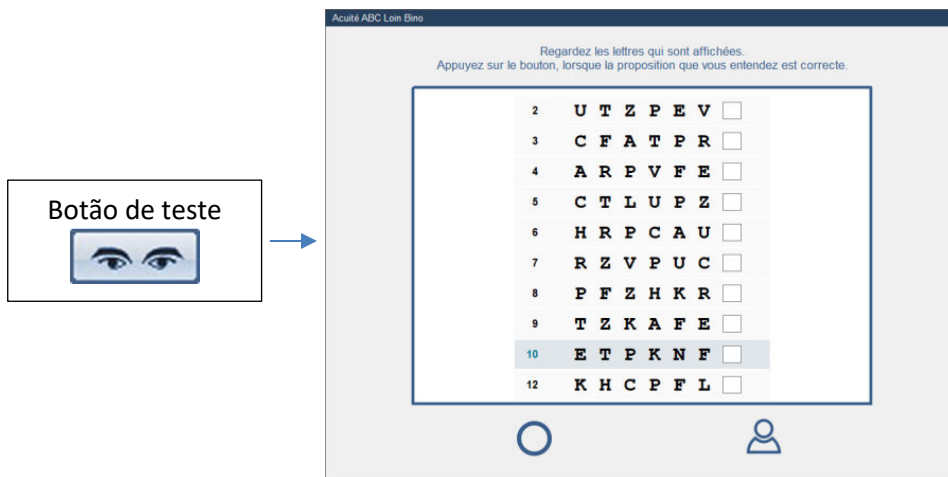 Acuité ABC Loin Bino
Regardez les lettres qui sont affichées.
Appuyez sur le bouton, lorsque la proposition que vous entendez est correcte.
Botão de teste
2 U T Z P E V
3 C F A T P R
4 A R P V F E
5 C T L U P Z
6 H R P C A U
7 R Z V P U C
8 P F Z H K R
9 T Z K A F E
10 E T P K N F
12 K H C P F L